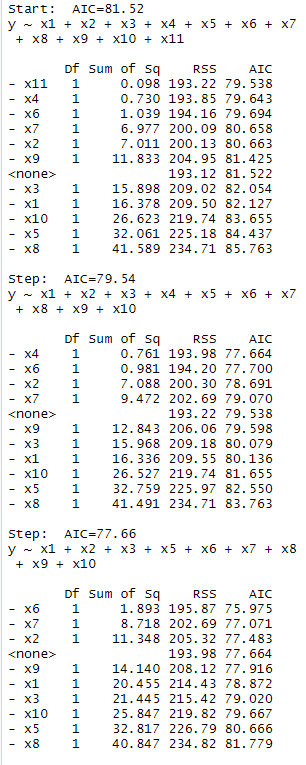 Start:  AIC=81.52
y ~ x1 + x2 + x3 + x4 + x5 + x6 + x7
 + x8 + x9 + x10 + x11

       Df Sum of Sq    RSS    AIC
- x11   1     0.098 193.22 79.538
- x4    1     0.730 193.85 79.643
- x6    1     1.039 194.16 79.694
- x7    1     6.977 200.09 80.658
- x2    1     7.011 200.13 80.663
- x9    1    11.833 204.95 81.425
<none>              193.12 81.522
- x3    1    15.898 209.02 82.054
- x1    1    16.378 209.50 82.127
- x10   1    26.623 219.74 83.655
- x5    1    32.061 225.18 84.437
- x8    1    41.589 234.71 85.763

Step:  AIC=79.54
y ~ x1 + x2 + x3 + x4 + x5 + x6 + x7
 + x8 + x9 + x10

       Df Sum of Sq    RSS    AIC
- x4    1     0.761 193.98 77.664
- x6    1     0.981 194.20 77.700
- x2    1     7.088 200.30 78.691
- x7    1     9.472 202.69 79.070
<none>              193.22 79.538
- x9    1    12.843 206.06 79.598
- x3    1    15.968 209.18 80.079
- x1    1    16.336 209.55 80.136
- x10   1    26.527 219.74 81.655
- x5    1    32.759 225.97 82.550
- x8    1    41.491 234.71 83.763

Step:  AIC=77.66
y ~ x1 + x2 + x3 + x5 + x6 + x7 + x8
 + x9 + x10

       Df Sum of Sq    RSS    AIC
- x6    1     1.893 195.87 75.975
- x7    1     8.718 202.69 77.071
- x2    1    11.348 205.32 77.483
<none>              193.98 77.664
- x9    1    14.140 208.12 77.916
- x1    1    20.455 214.43 78.872
- x3    1    21.445 215.42 79.020
- x10   1    25.847 219.82 79.667
- x5    1    32.817 226.79 80.666
- x8    1    40.847 234.82 81.779